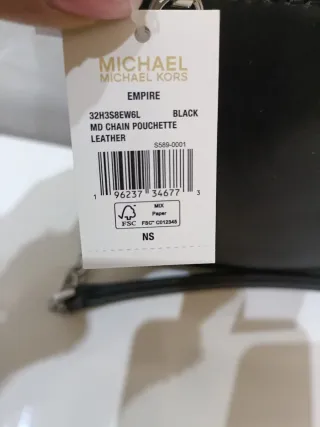 MICHAEL
MICHAEL KORS
EMPIRE
32H3S8EW6L BLACK
MD CHAIN POUCHETTE
LEATHER
S589-0001
1 96237 34677 3
FSC
MIX
Paper
FSC® C012345
NS